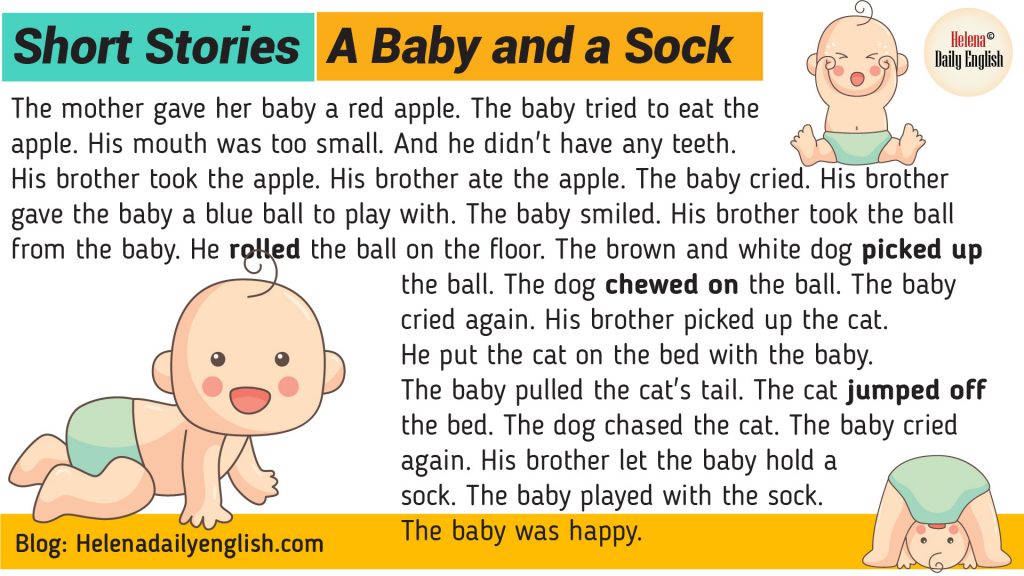 Short Stories A Baby and a Sock
Helena©
Daily English
The mother gave her baby a red apple. The baby tried to eat the
apple. His mouth was too small. And he didn't have any teeth.
His brother took the apple. His brother ate the apple. The baby cried. His brother
gave the baby a blue ball to play with. The baby smiled. His brother took the ball
from the baby. He rolled the ball on the floor. The brown and white dog picked up
the ball. The dog chewed on the ball. The baby
cried again. His brother picked up the cat.
He put the cat on the bed with the baby.
The baby pulled the cat's tail. The cat jumped off
the bed. The dog chased the cat. The baby cried
again. His brother let the baby hold a
sock. The baby played with the sock.
The baby was happy.
Blog: Helenadailyenglish.com